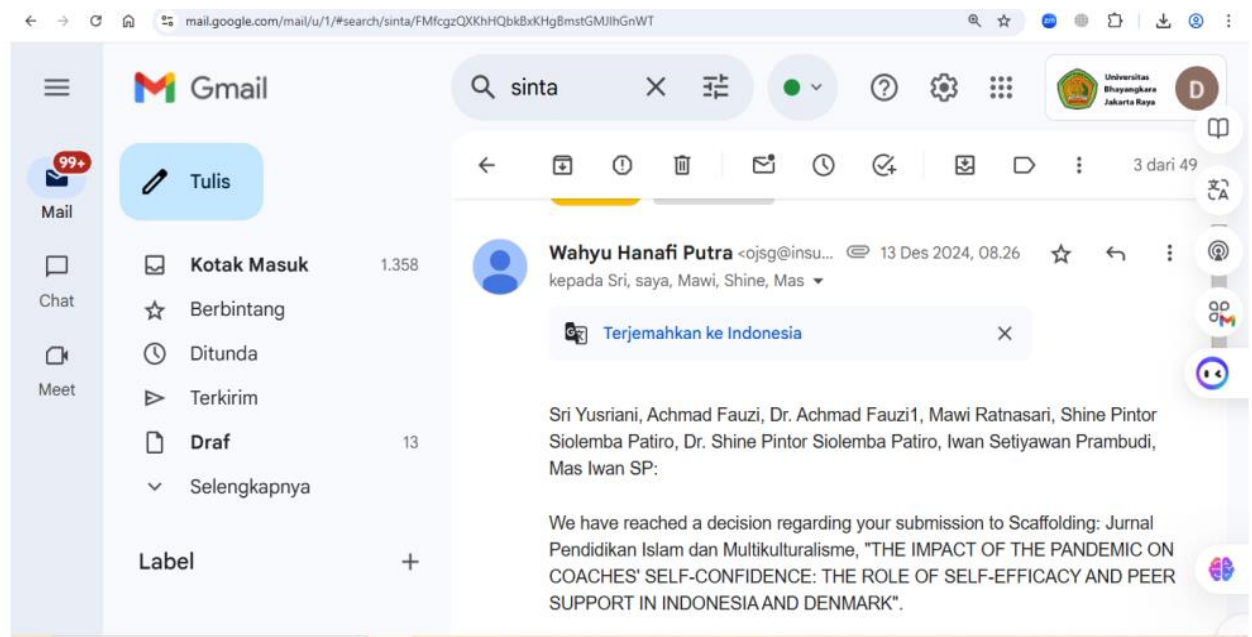 mail.google.com/mail/u/1/#search/sinta/FMfcgzQXKhHQbkBxKHgBmstGMJlhGnWT
Gmail
sinta
Universitas
Bhayangkara
Jakarta Raya
D
99+
Mail
Chat
Meet
Tulis
Kotak Masuk 1.358
Berbintang
Ditunda
Terkirim
Draf 13
Selengkapnya
Label
3 dari 49
Wahyu Hanafi Putra <ojsg@insu... 13 Des 2024, 08.26
kepada Sri, saya, Mawi, Shine, Mas
Terjemahkan ke Indonesia
Sri Yusriani, Achmad Fauzi, Dr. Achmad Fauzi1, Mawi Ratnasari, Shine Pintor
Siolemba Patiro, Dr. Shine Pintor Siolemba Patiro, Iwan Setiyawan Prambudi,
Mas Iwan SP:
We have reached a decision regarding your submission to Scaffolding: Jurnal
Pendidikan Islam dan Multikulturalisme, "THE IMPACT OF THE PANDEMIC ON
COACHES' SELF-CONFIDENCE: THE ROLE OF SELF-EFFICACY AND PEER
SUPPORT IN INDONESIA AND DENMARK".